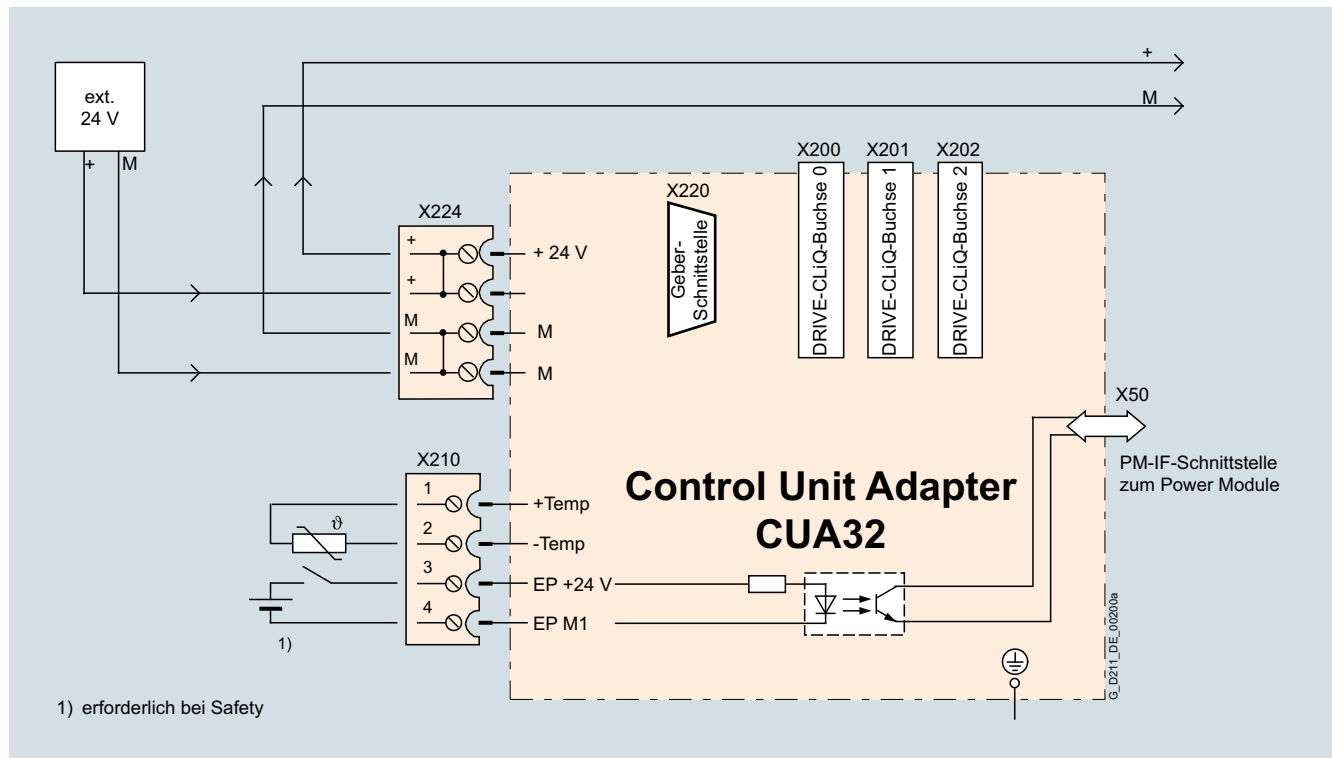 +
M
ext.
24 V
+ M
X200 X201 X202
X220
Geber-
Schnittstelle
DRIVE-CLiQ-Buchse 0
DRIVE-CLiQ-Buchse 1
DRIVE-CLiQ-Buchse 2
X224
+ + 24 V
+
M M
M M
X50
PM-IF-Schnittstelle
zum Power Module
Control Unit Adapter
CUA32
X210
1 +Temp
ϑ
2 -Temp
3 EP +24 V
4 EP M1
1)
G_D211_DE_00200a
1) erforderlich bei Safety